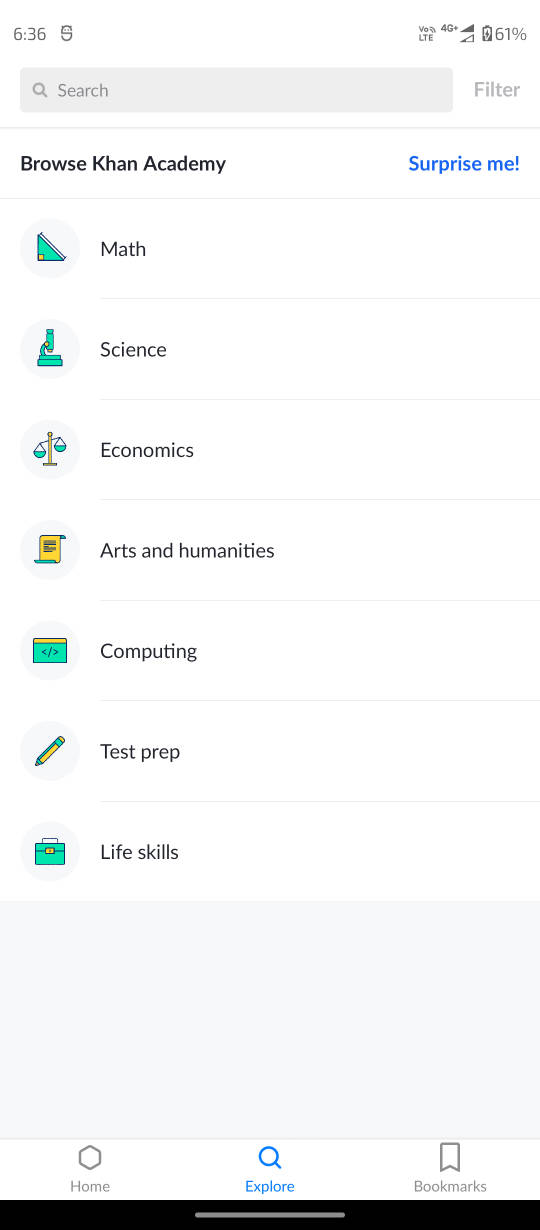 6:36
Vo LTE 4G+ 61%
Search
Filter
Browse Khan Academy
Surprise me!
Math
Science
Economics
Arts and humanities
</>
Computing
Test prep
Life skills
Home
Explore
Bookmarks